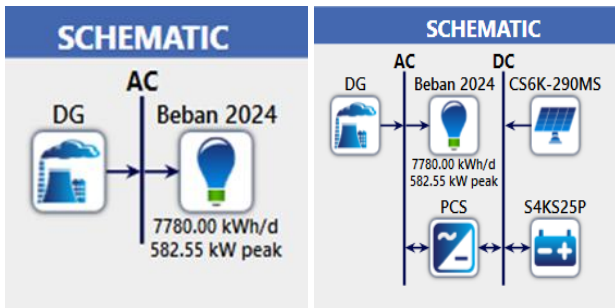 SCHEMATIC
AC
DG
Beban 2024
7780.00 kWh/d
582.55 kW peak
SCHEMATIC
AC
DC
DG
Beban 2024
CS6K-290MS
7780.00 kWh/d
582.55 kW peak
PCS
S4KS25P